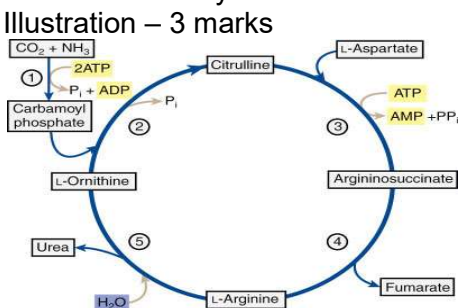 Illustration – 3 marks
CO2 + NH3
1
2ATP
Pi + ADP
Carbamoyl
phosphate
Citrulline
L-Aspartate
Pi
2
3
ATP
AMP +PPi
L-Ornithine
Argininosuccinate
5
4
Urea
H2O
L-Arginine
Fumarate